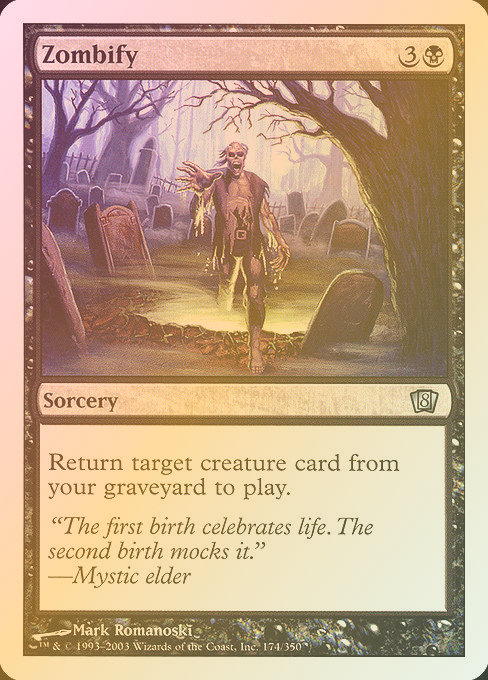 Zombify 3
Sorcery 8
Return target creature card from
your graveyard to play.
“The first birth celebrates life. The
second birth mocks it.”
—Mystic elder
Mark Romanoski
™ & © 1993–2003 Wizards of the Coast, Inc. 174/350